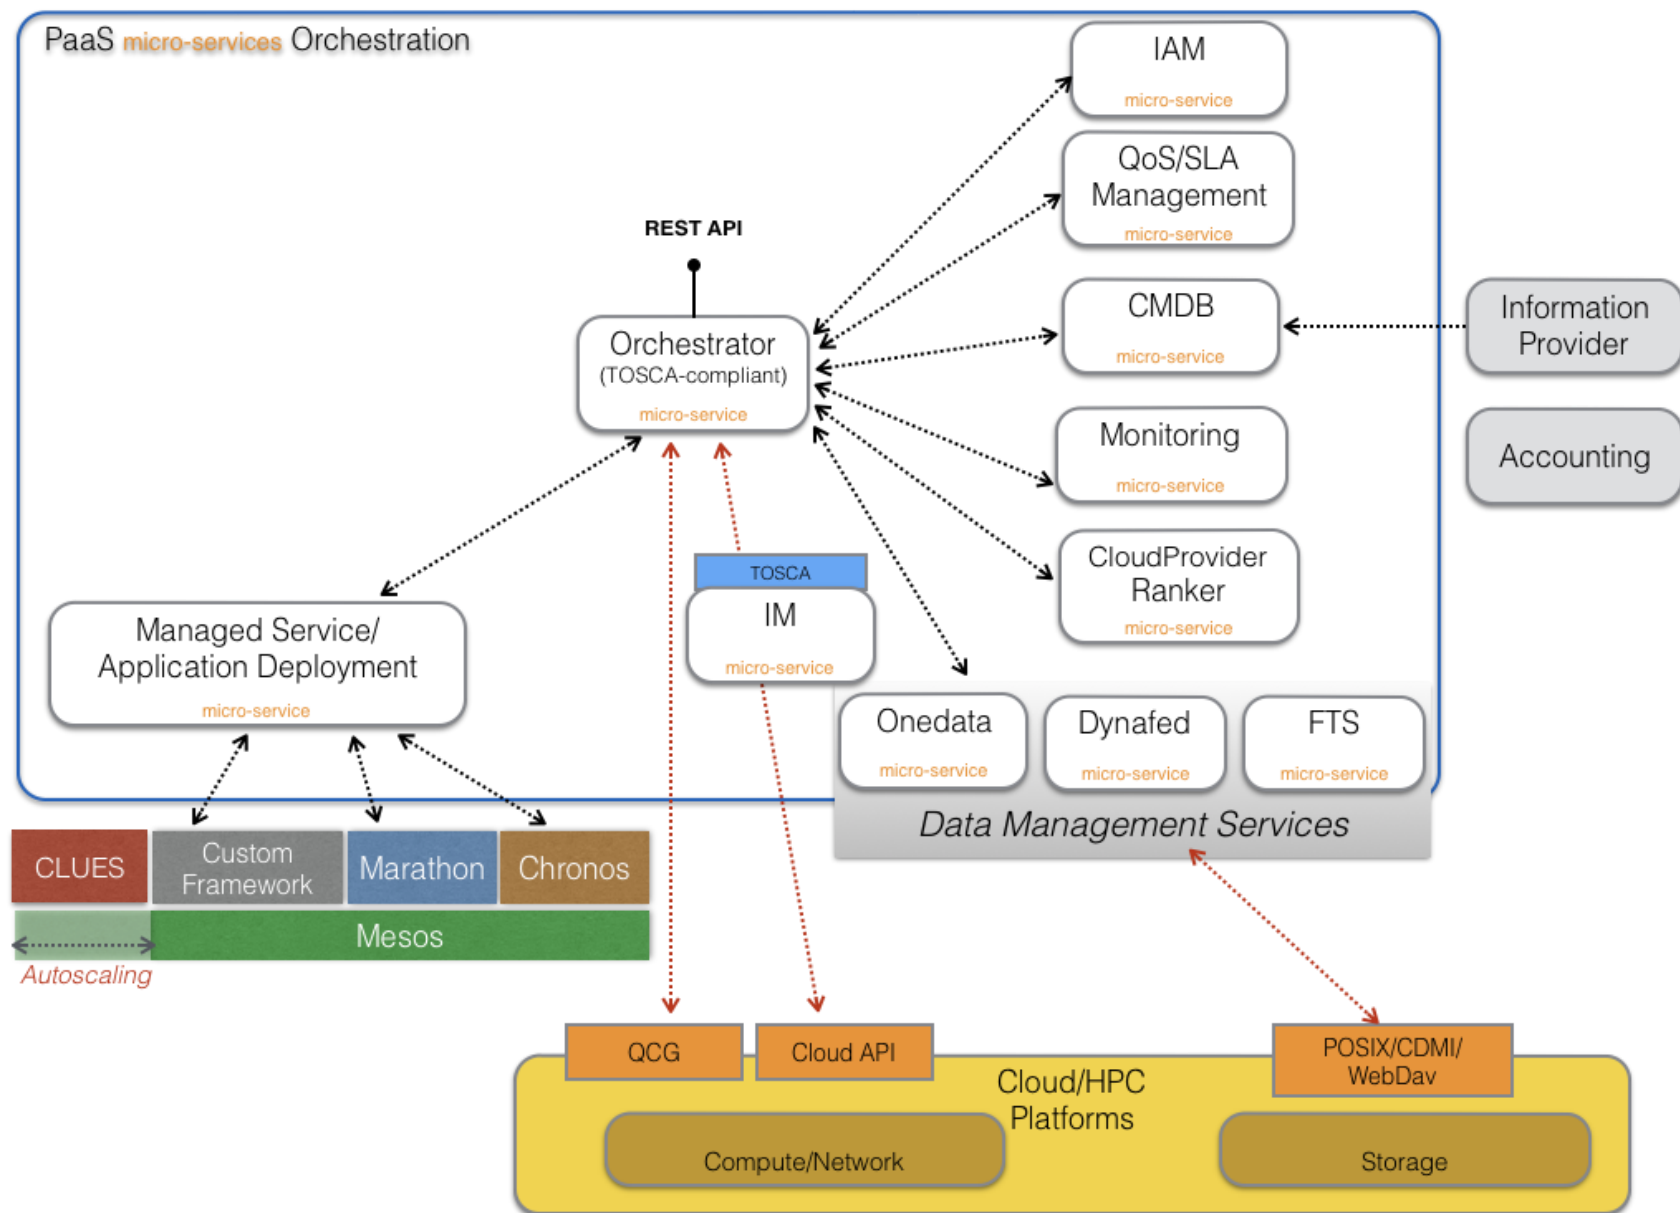 PaaS micro-services Orchestration
IAM
micro-service
QoS/SLA
Management
micro-service
REST API
CMDB
micro-service
Information
Provider
Orchestrator
(TOSCA-compliant)
micro-service
Monitoring
micro-service
Accounting
CloudProvider
Ranker
micro-service
TOSCA
IM
micro-service
Managed Service/
Application Deployment
micro-service
Onedata
micro-service
Dynafed
micro-service
FTS
micro-service
Data Management Services
CLUES
Custom
Framework
Marathon
Chronos
Mesos
Autoscaling
QCG
Cloud API
Cloud/HPC
Platforms
POSIX/CDMI/
WebDav
Compute/Network
Storage